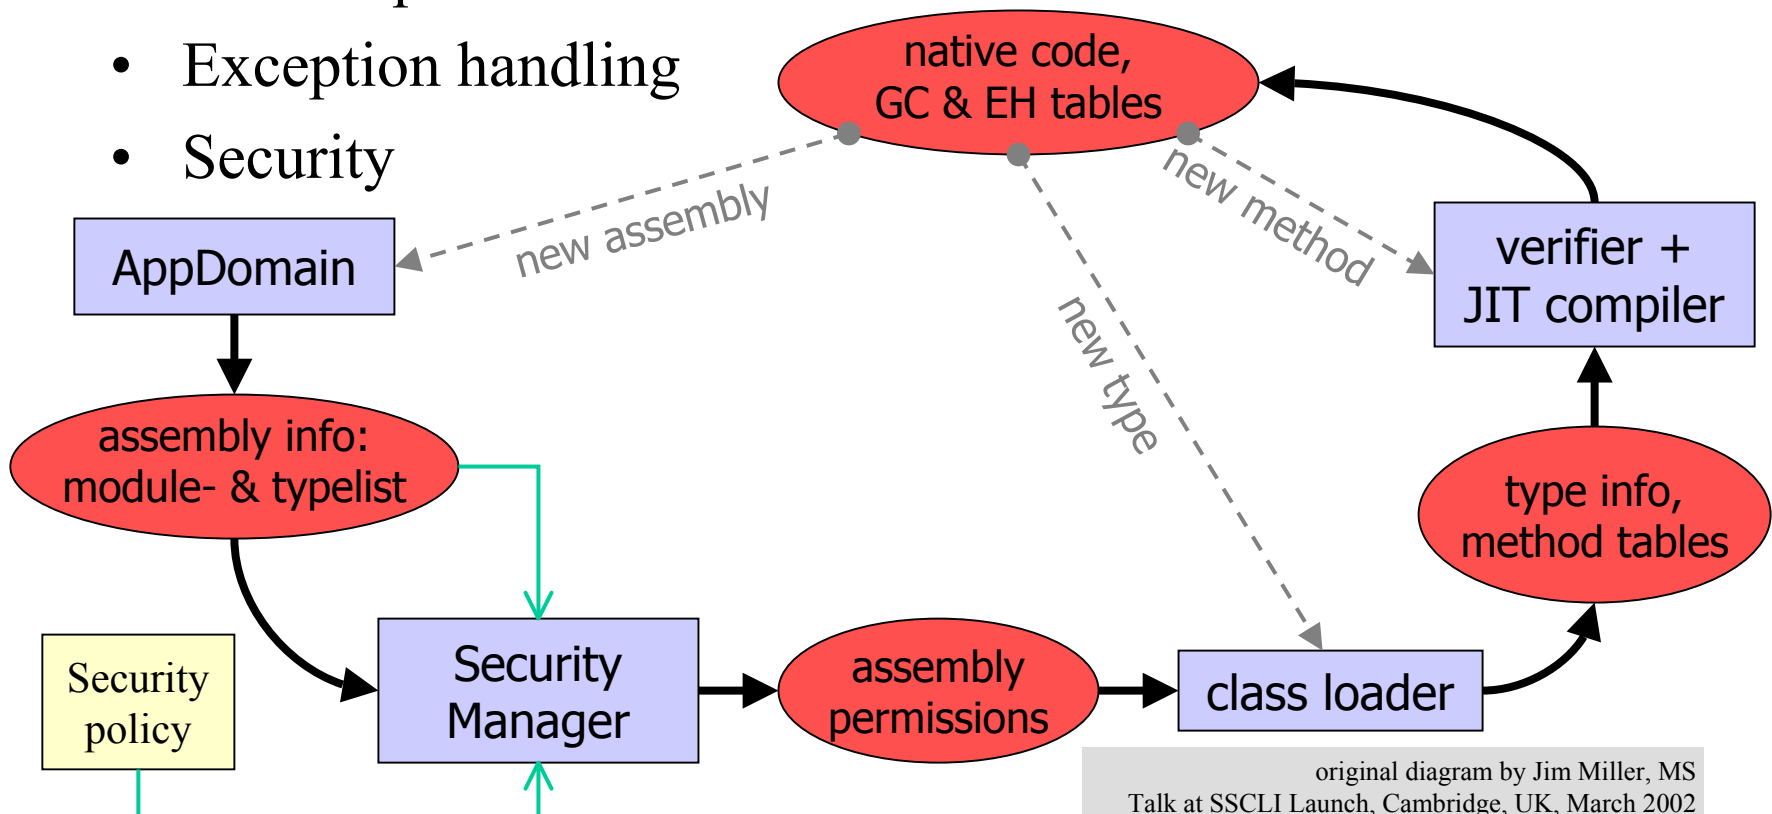 • Exception handling
• Security
native code,
GC & EH tables
new assembly
new method
new type
AppDomain
verifier +
JIT compiler
assembly info:
module- & typelist
type info,
method tables
Security
policy
Security
Manager
assembly
permissions
class loader
original diagram by Jim Miller, MS
Talk at SSCLI Launch, Cambridge, UK, March 2002